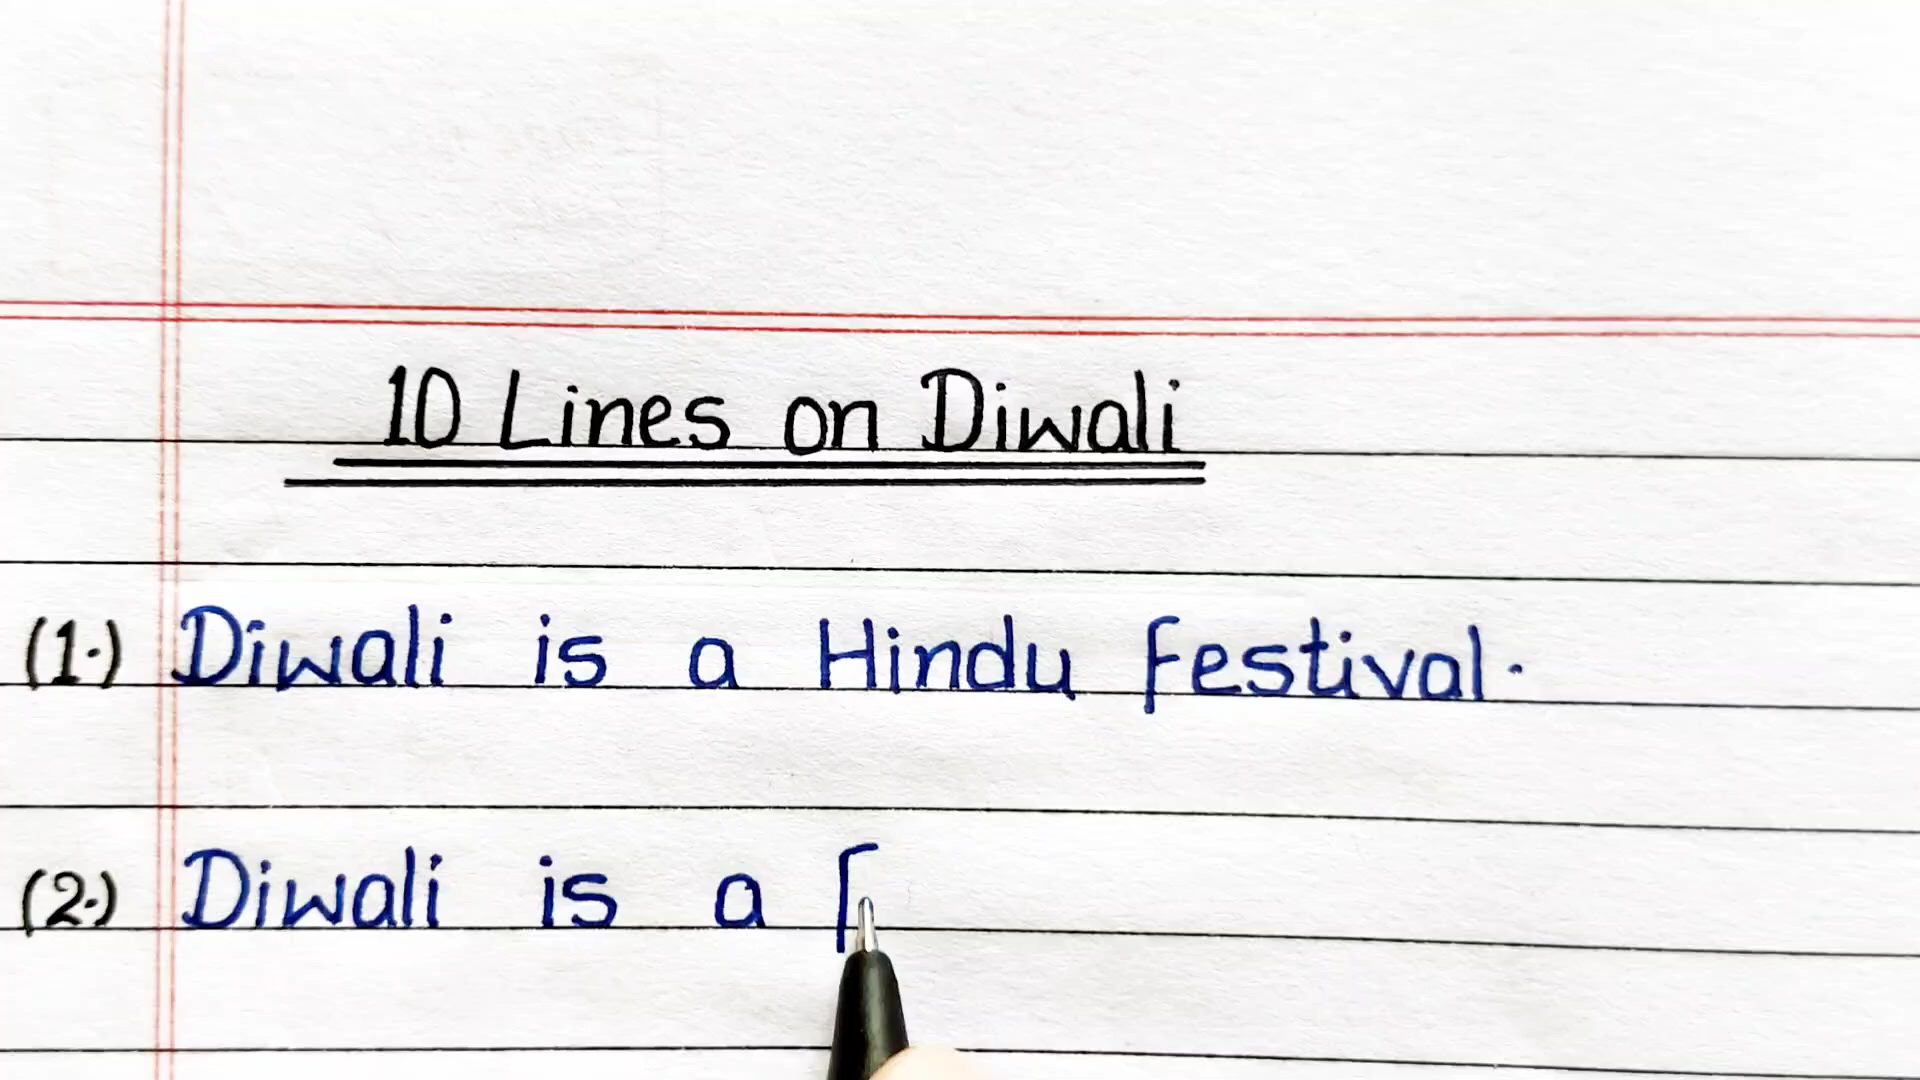 10 Lines on Diwali
(1.) Diwali is a Hindu festival.
(2.) Diwali is a